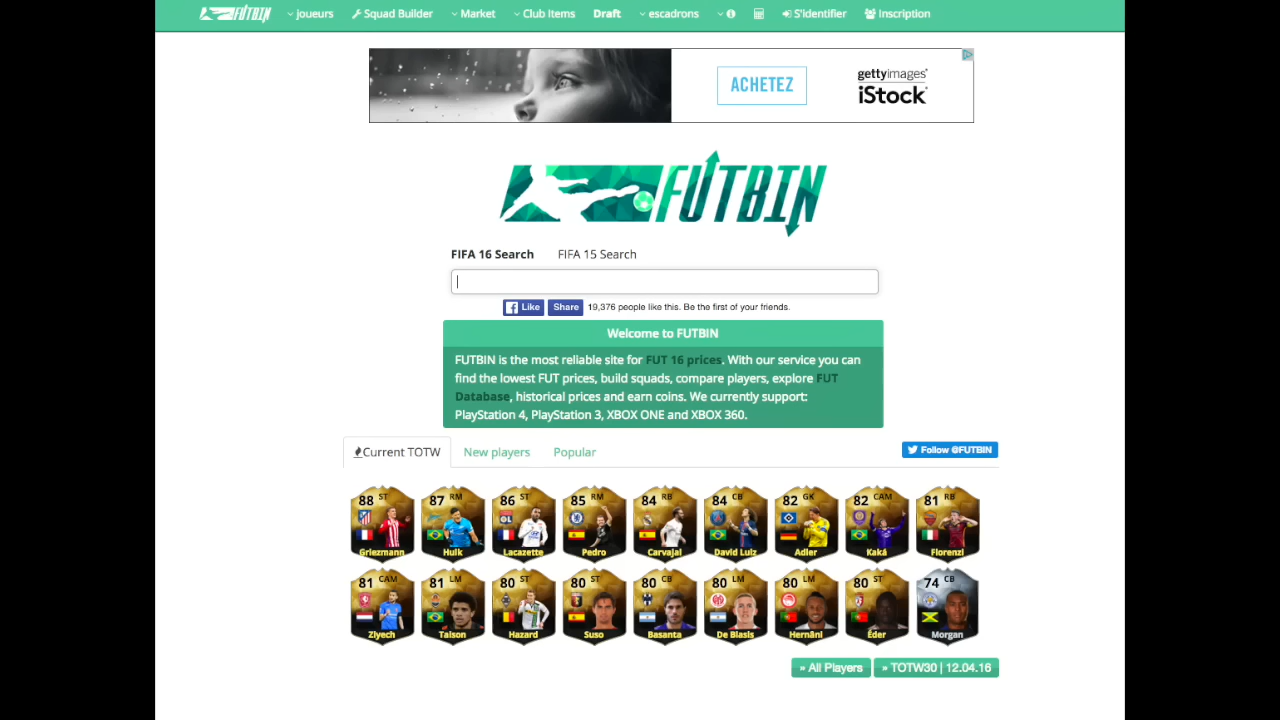 FUTBIN joueurs Squad Builder Market Club Items Draft escadrons S'identifier Inscription
ACHETEZ
gettyimages®
iStock
FUTBIN
FIFA 16 Search FIFA 15 Search
Like Share 19,376 people like this. Be the first of your friends.
Welcome to FUTBIN
FUTBIN is the most reliable site for FUT 16 prices. With our service you can
find the lowest FUT prices, build squads, compare players, explore FUT
Database, historical prices and earn coins. We currently support:
PlayStation 4, PlayStation 3, XBOX ONE and XBOX 360.
Current TOTW New players Popular Follow @FUTBIN
88 ST 87 RM 86 ST 85 RM 84 RB 84 CB 82 GK 82 CAM 81 RB
Griezmann Hulk Lacazette Pedro Carvajal David Luiz Adler Kaká Florenzi
81 CAM 81 LM 80 ST 80 ST 80 CB 80 LM 80 LM 80 ST 74 CB
Ziyech Taison Hazard Suso Basanta De Blasis Hernâni Éder Morgan
» All Players » TOTW30 | 12.04.16